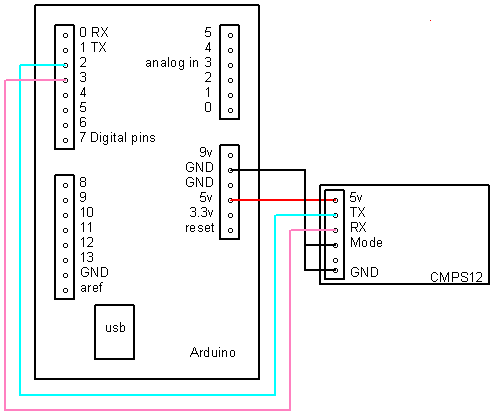 0 RX
1 TX
2
3
4
5
6
7 Digital pins
5
4
analog in 3
2
1
0
9v
GND
GND
5v
3.3v
reset
8
9
10
11
12
13
GND
aref
usb
Arduino
5v
TX
RX
Mode
GND
CMPS12